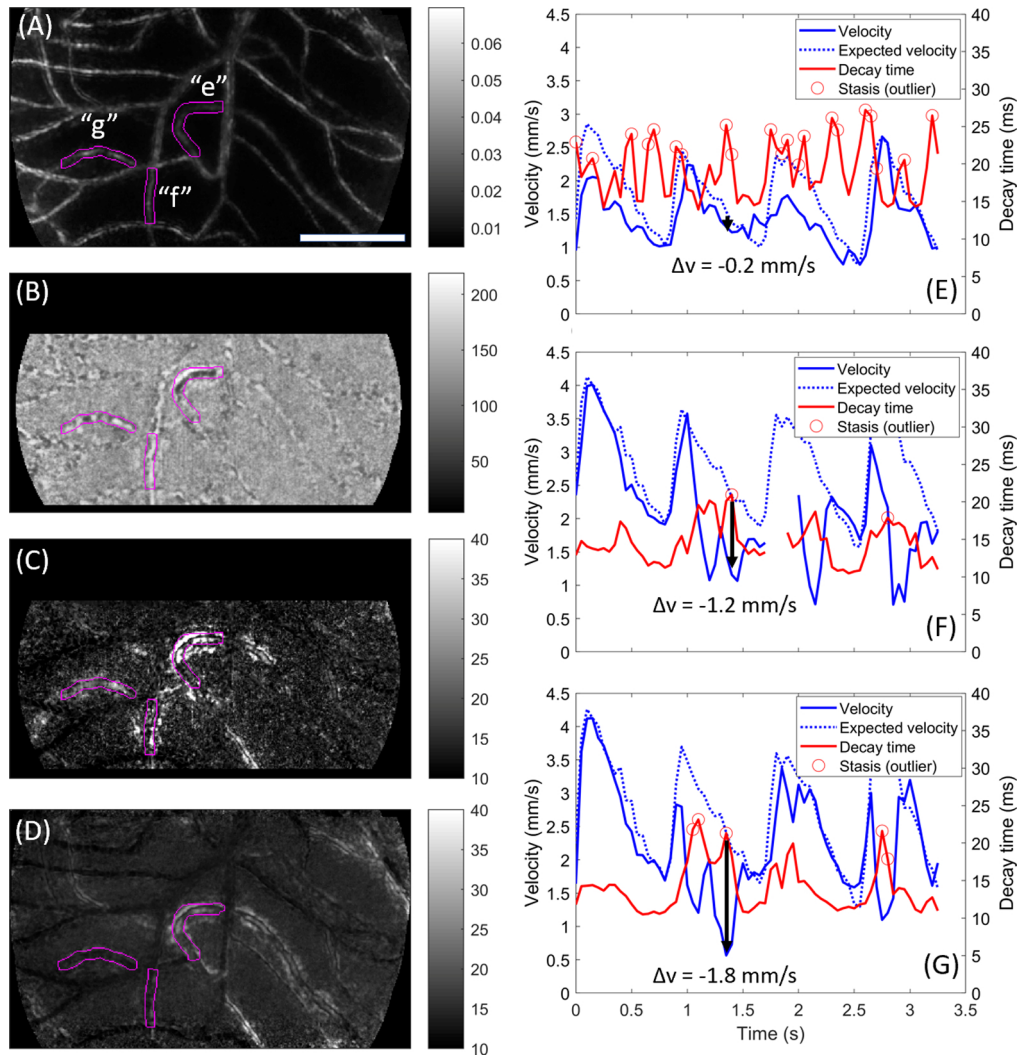 (A)
“e”
“g”
“f”
0.06
0.05
0.04
0.03
0.02
0.01
(B)
200
150
100
50
(C)
40
35
30
25
20
15
10
(D)
40
35
30
25
20
15
10
4.5
4
3.5
3
2.5
2
1.5
1
0.5
0
Velocity (mm/s)
Velocity
Expected velocity
Decay time
Stasis (outlier)
Δv = -0.2 mm/s
(E)
40
35
30
25
20
15
10
5
0
Decay time (ms)
4.5
4
3.5
3
2.5
2
1.5
1
0.5
0
Velocity (mm/s)
Velocity
Expected velocity
Decay time
Stasis (outlier)
Δv = -1.2 mm/s
(F)
40
35
30
25
20
15
10
5
0
Decay time (ms)
4.5
4
3.5
3
2.5
2
1.5
1
0.5
0
Velocity (mm/s)
Velocity
Expected velocity
Decay time
Stasis (outlier)
Δv = -1.8 mm/s
(G)
40
35
30
25
20
15
10
5
0
Decay time (ms)
0 0.5 1 1.5 2 2.5 3 3.5
Time (s)